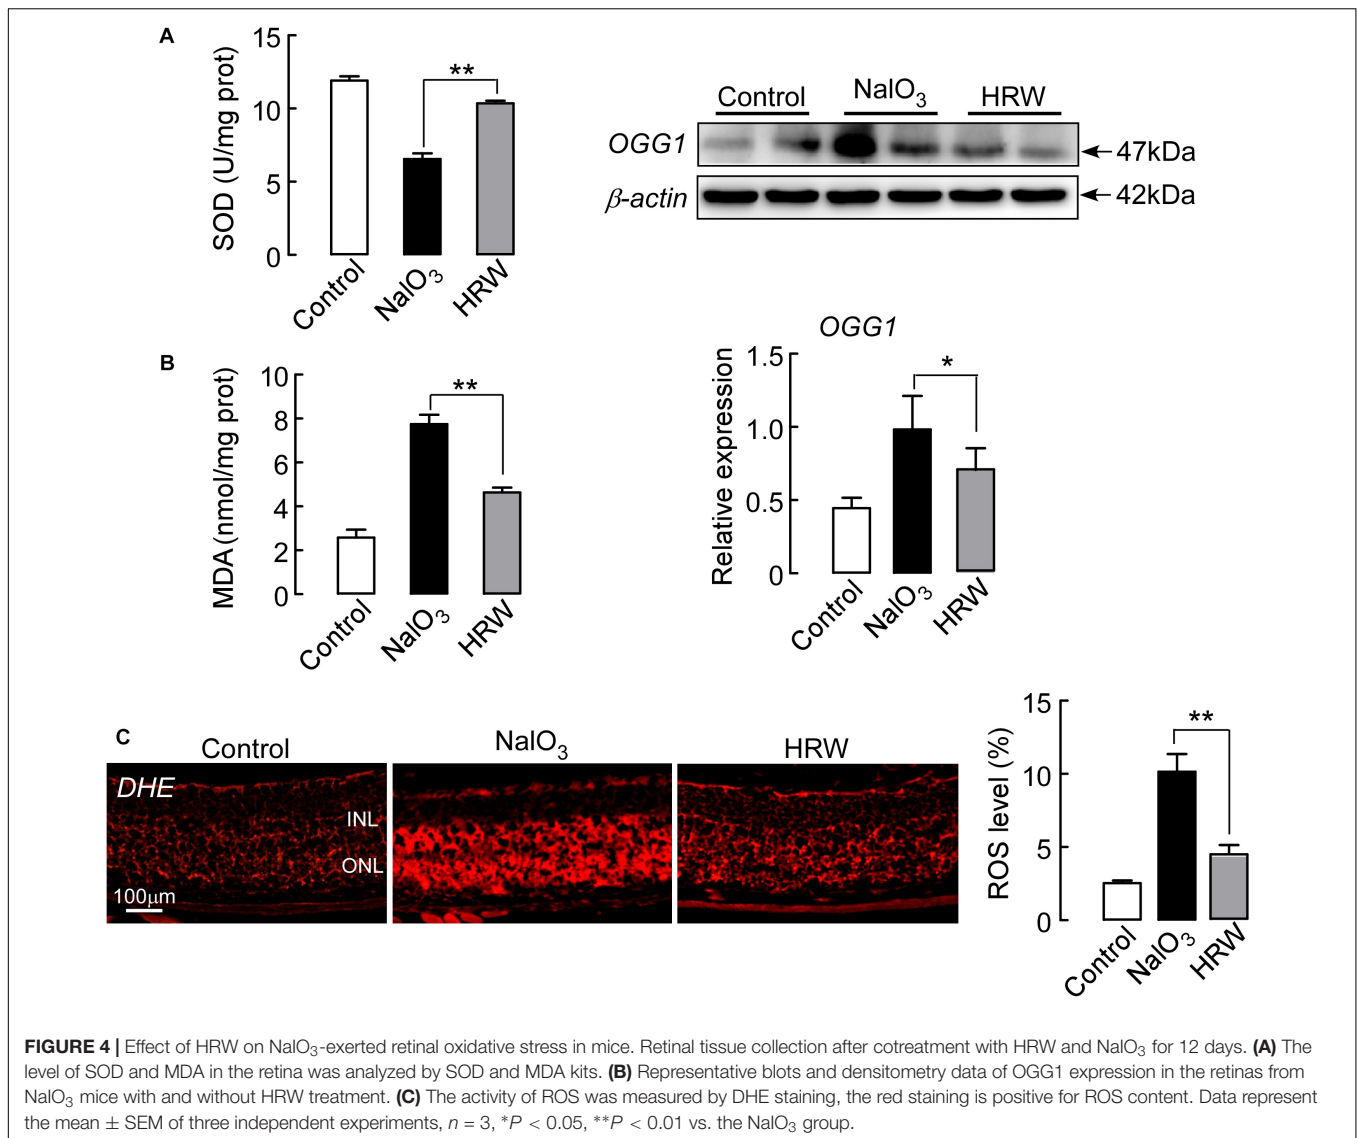 A
SOD (U/mg prot)
15
10
5
0
**
Control
NaIO3
HRW
Control
NaIO3
HRW
OGG1
47kDa
β-actin
42kDa
B
MDA (nmol/mg prot)
10
8
6
4
2
0
**
Control
NaIO3
HRW
OGG1
Relative expression
1.5
1.0
0.5
0
*
Control
NaIO3
HRW
C
Control
NaIO3
HRW
DHE
INL
ONL
100μm
ROS level (%)
15
10
5
0
**
Control
NaIO3
HRW
FIGURE 4 | Effect of HRW on NaIO3-exerted retinal oxidative stress in mice. Retinal tissue collection after cotreatment with HRW and NaIO3 for 12 days. (A) The
level of SOD and MDA in the retina was analyzed by SOD and MDA kits. (B) Representative blots and densitometry data of OGG1 expression in the retinas from
NaIO3 mice with and without HRW treatment. (C) The activity of ROS was measured by DHE staining, the red staining is positive for ROS content. Data represent
the mean ± SEM of three independent experiments, n = 3, *P < 0.05, **P < 0.01 vs. the NaIO3 group.